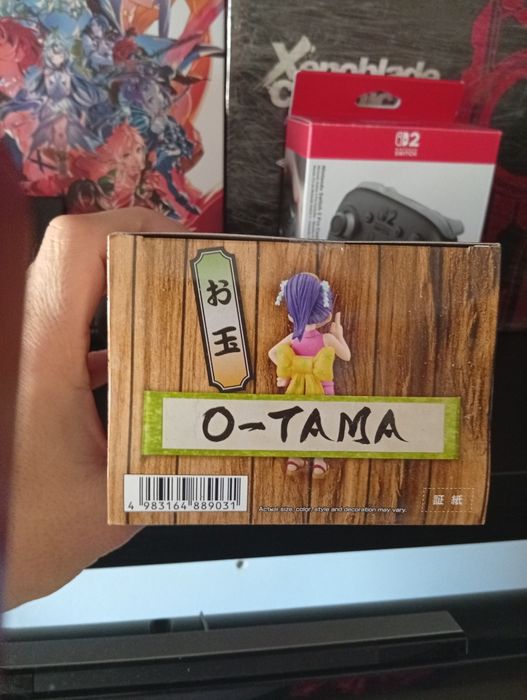 Xenoblade
2
お玉
O-TAMA
4 983164 889031
Actual size, color, style and decoration may vary.
証紙